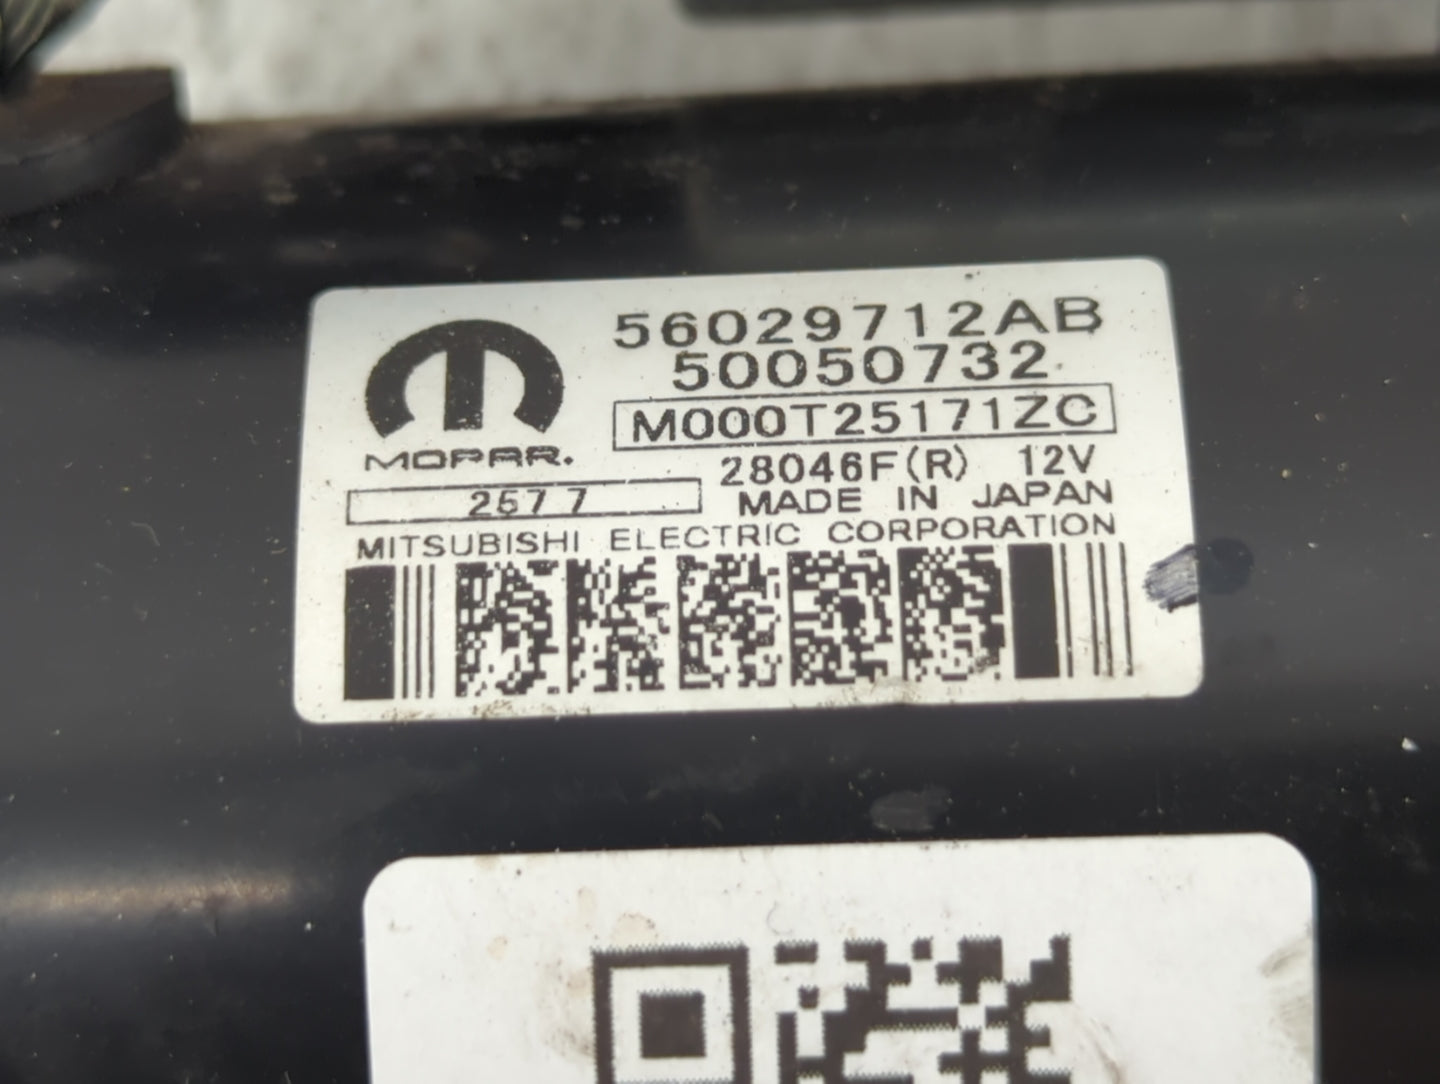 56029712AB
50050732
M000T25171ZC
MOPAR.
28046F(R) 12V
2577
MADE IN JAPAN
MITSUBISHI ELECTRIC CORPORATION